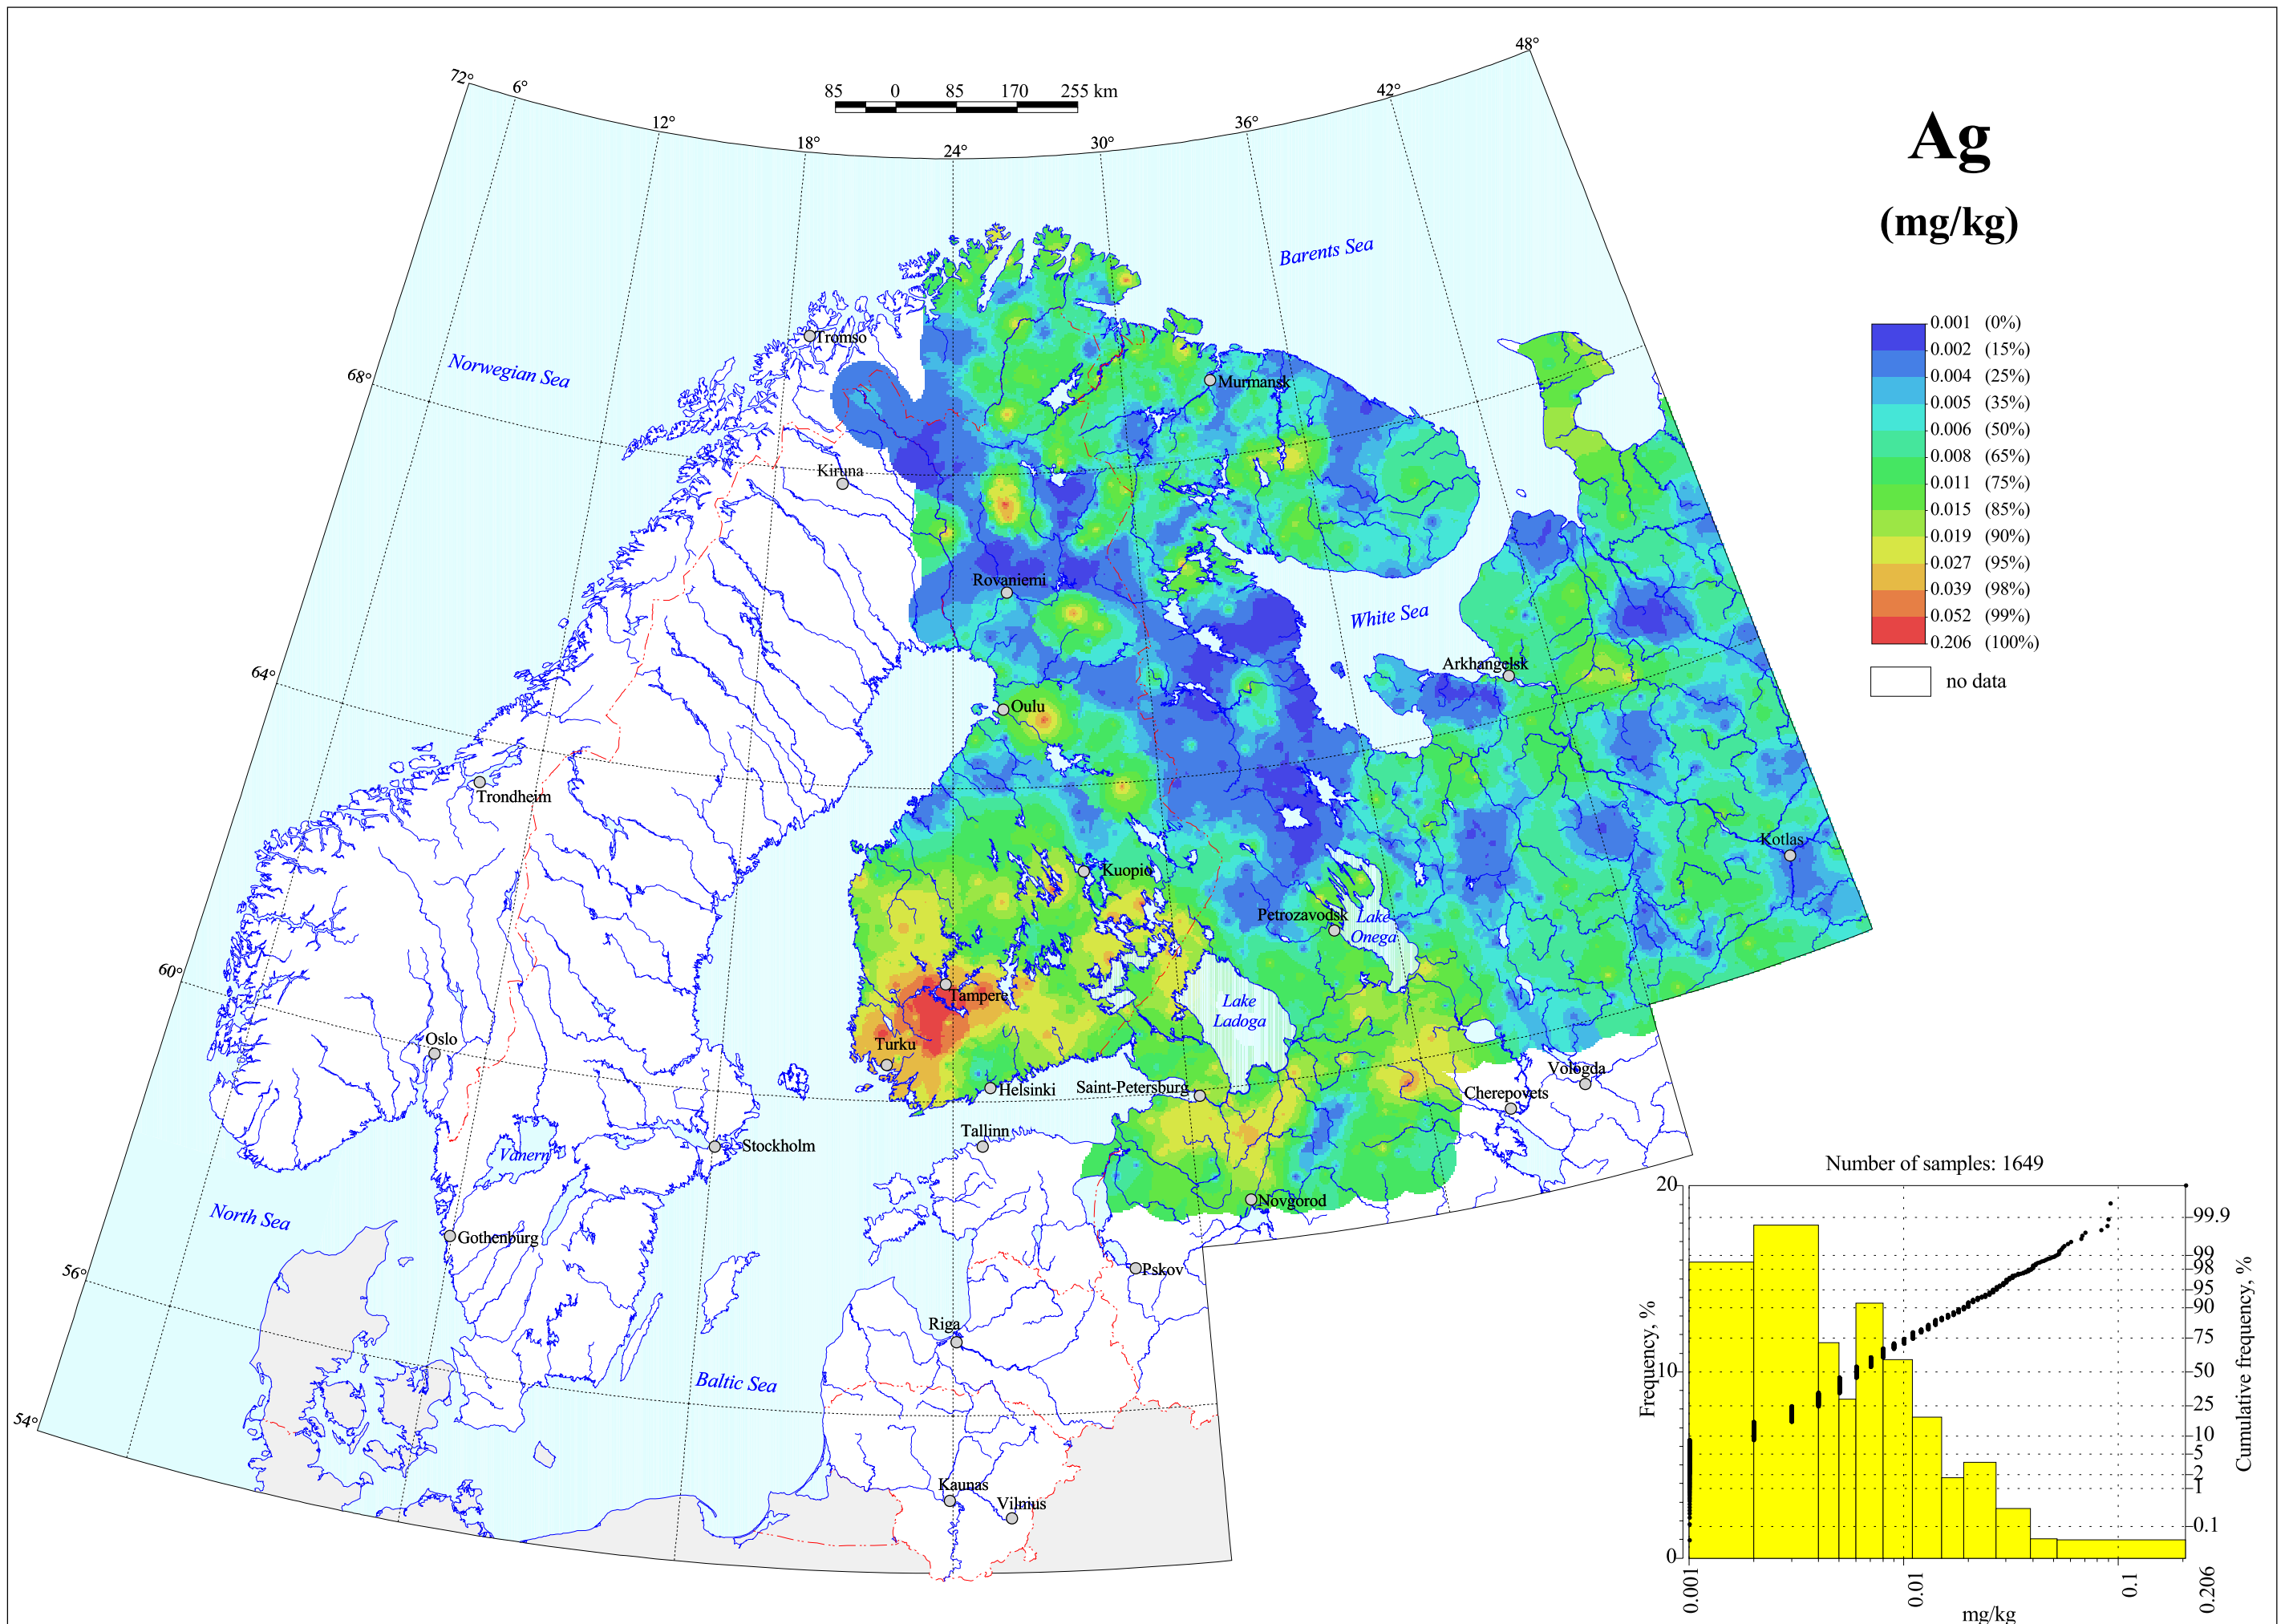 Ag
(mg/kg)
85 0 85 170 255 km
72°
6°
12°
18°
24°
30°
36°
42°
48°
68°
64°
60°
56°
54°
Barents Sea
Norwegian Sea
White Sea
North Sea
Baltic Sea
Tromso
Murmansk
Kiruna
Rovaniemi
Arkhangelsk
Oulu
Trondheim
Kotlas
Kuopio
Petrozavodsk
Lake
Onega
Tampere
Lake
Ladoga
Oslo
Turku
Helsinki
Saint-Petersburg
Vologda
Cherepovets
Tallinn
Stockholm
Vanern
Novgorod
Gothenburg
Pskov
Riga
Kaunas
Vilnius
0.001 (0%)
0.002 (15%)
0.004 (25%)
0.005 (35%)
0.006 (50%)
0.008 (65%)
0.011 (75%)
0.015 (85%)
0.019 (90%)
0.027 (95%)
0.039 (98%)
0.052 (99%)
0.206 (100%)
no data
Number of samples: 1649
20
10
0
Frequency, %
99.9
99
98
95
90
75
50
25
10
5
2
1
0.1
Cumulative frequency, %
0.001
0.01
0.1
0.206
mg/kg